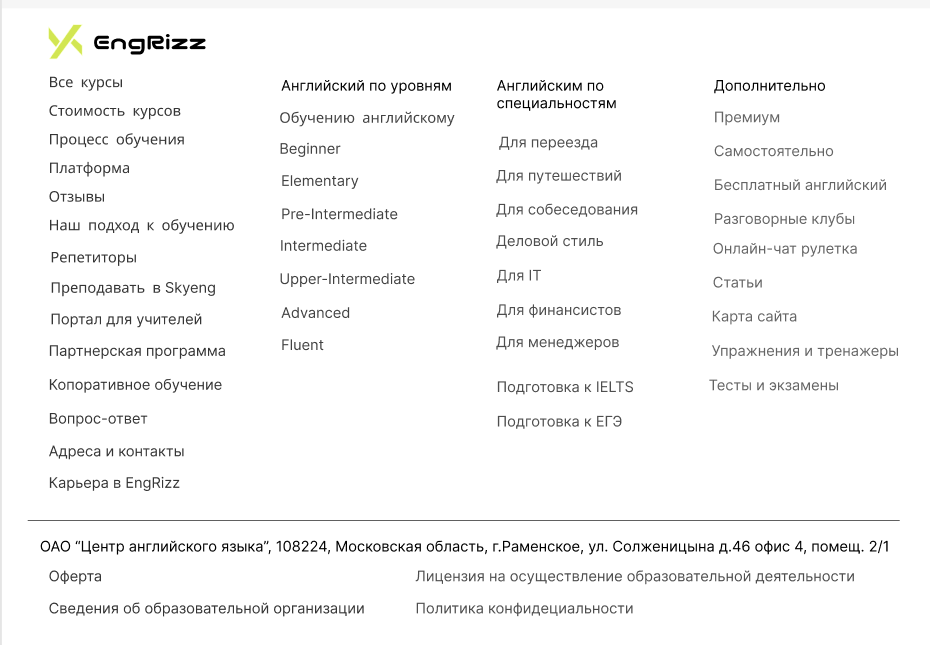 EngRizz
Все курсы
Стоимость курсов
Процесс обучения
Платформа
Отзывы
Наш подход к обучению
Репетиторы
Преподавать в Skyeng
Портал для учителей
Партнерская программа
Копоративное обучение
Вопрос-ответ
Адреса и контакты
Карьера в EngRizz
Английский по уровням
Обучению английскому
Beginner
Elementary
Pre-Intermediate
Intermediate
Upper-Intermediate
Advanced
Fluent
Английским по
специальностям
Для переезда
Для путешествий
Для собеседования
Деловой стиль
Для IT
Для финансистов
Для менеджеров
Подготовка к IELTS
Подготовка к ЕГЭ
Дополнительно
Премиум
Самостоятельно
Бесплатный английский
Разговорные клубы
Онлайн-чат рулетка
Статьи
Карта сайта
Упражнения и тренажеры
Тесты и экзамены
ОАО “Центр английского языка”, 108224, Московская область, г.Раменское, ул. Солженицына д.46 офис 4, помещ. 2/1
Оферта
Лицензия на осуществление образовательной деятельности
Сведения об образовательной организации
Политика конфидециальности